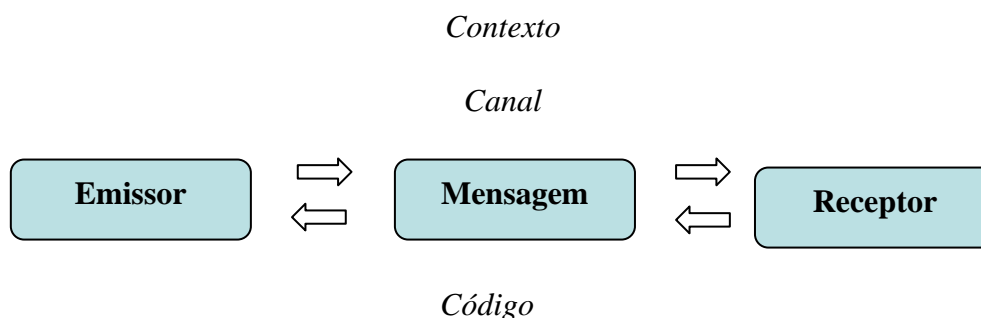 Contexto
Canal
Emissor
Mensagem
Receptor
Código